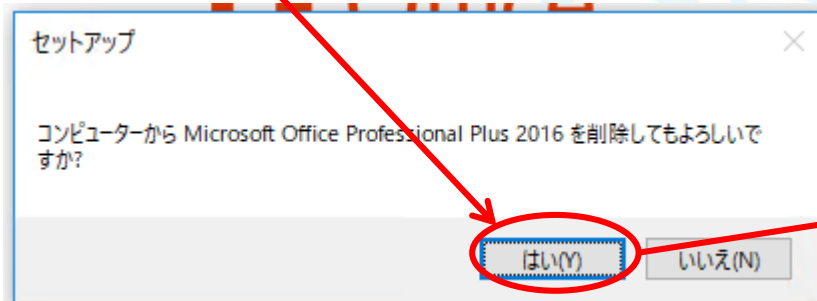 セットアップ
コンピューターから Microsoft Office Professional Plus 2016 を削除してもよろしいで
すか?
はい(Y)
いいえ(N)